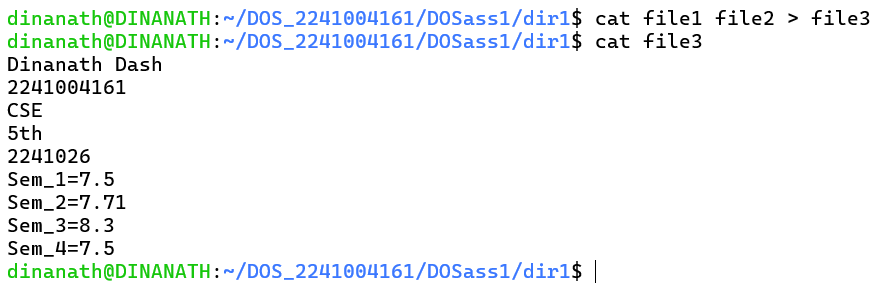 dinanath@DINANATH:~/DOS_2241004161/DOSass1/dir1$ cat file1 file2 > file3
dinanath@DINANATH:~/DOS_2241004161/DOSass1/dir1$ cat file3
Dinanath Dash
2241004161
CSE
5th
2241026
Sem_1=7.5
Sem_2=7.71
Sem_3=8.3
Sem_4=7.5
dinanath@DINANATH:~/DOS_2241004161/DOSass1/dir1$